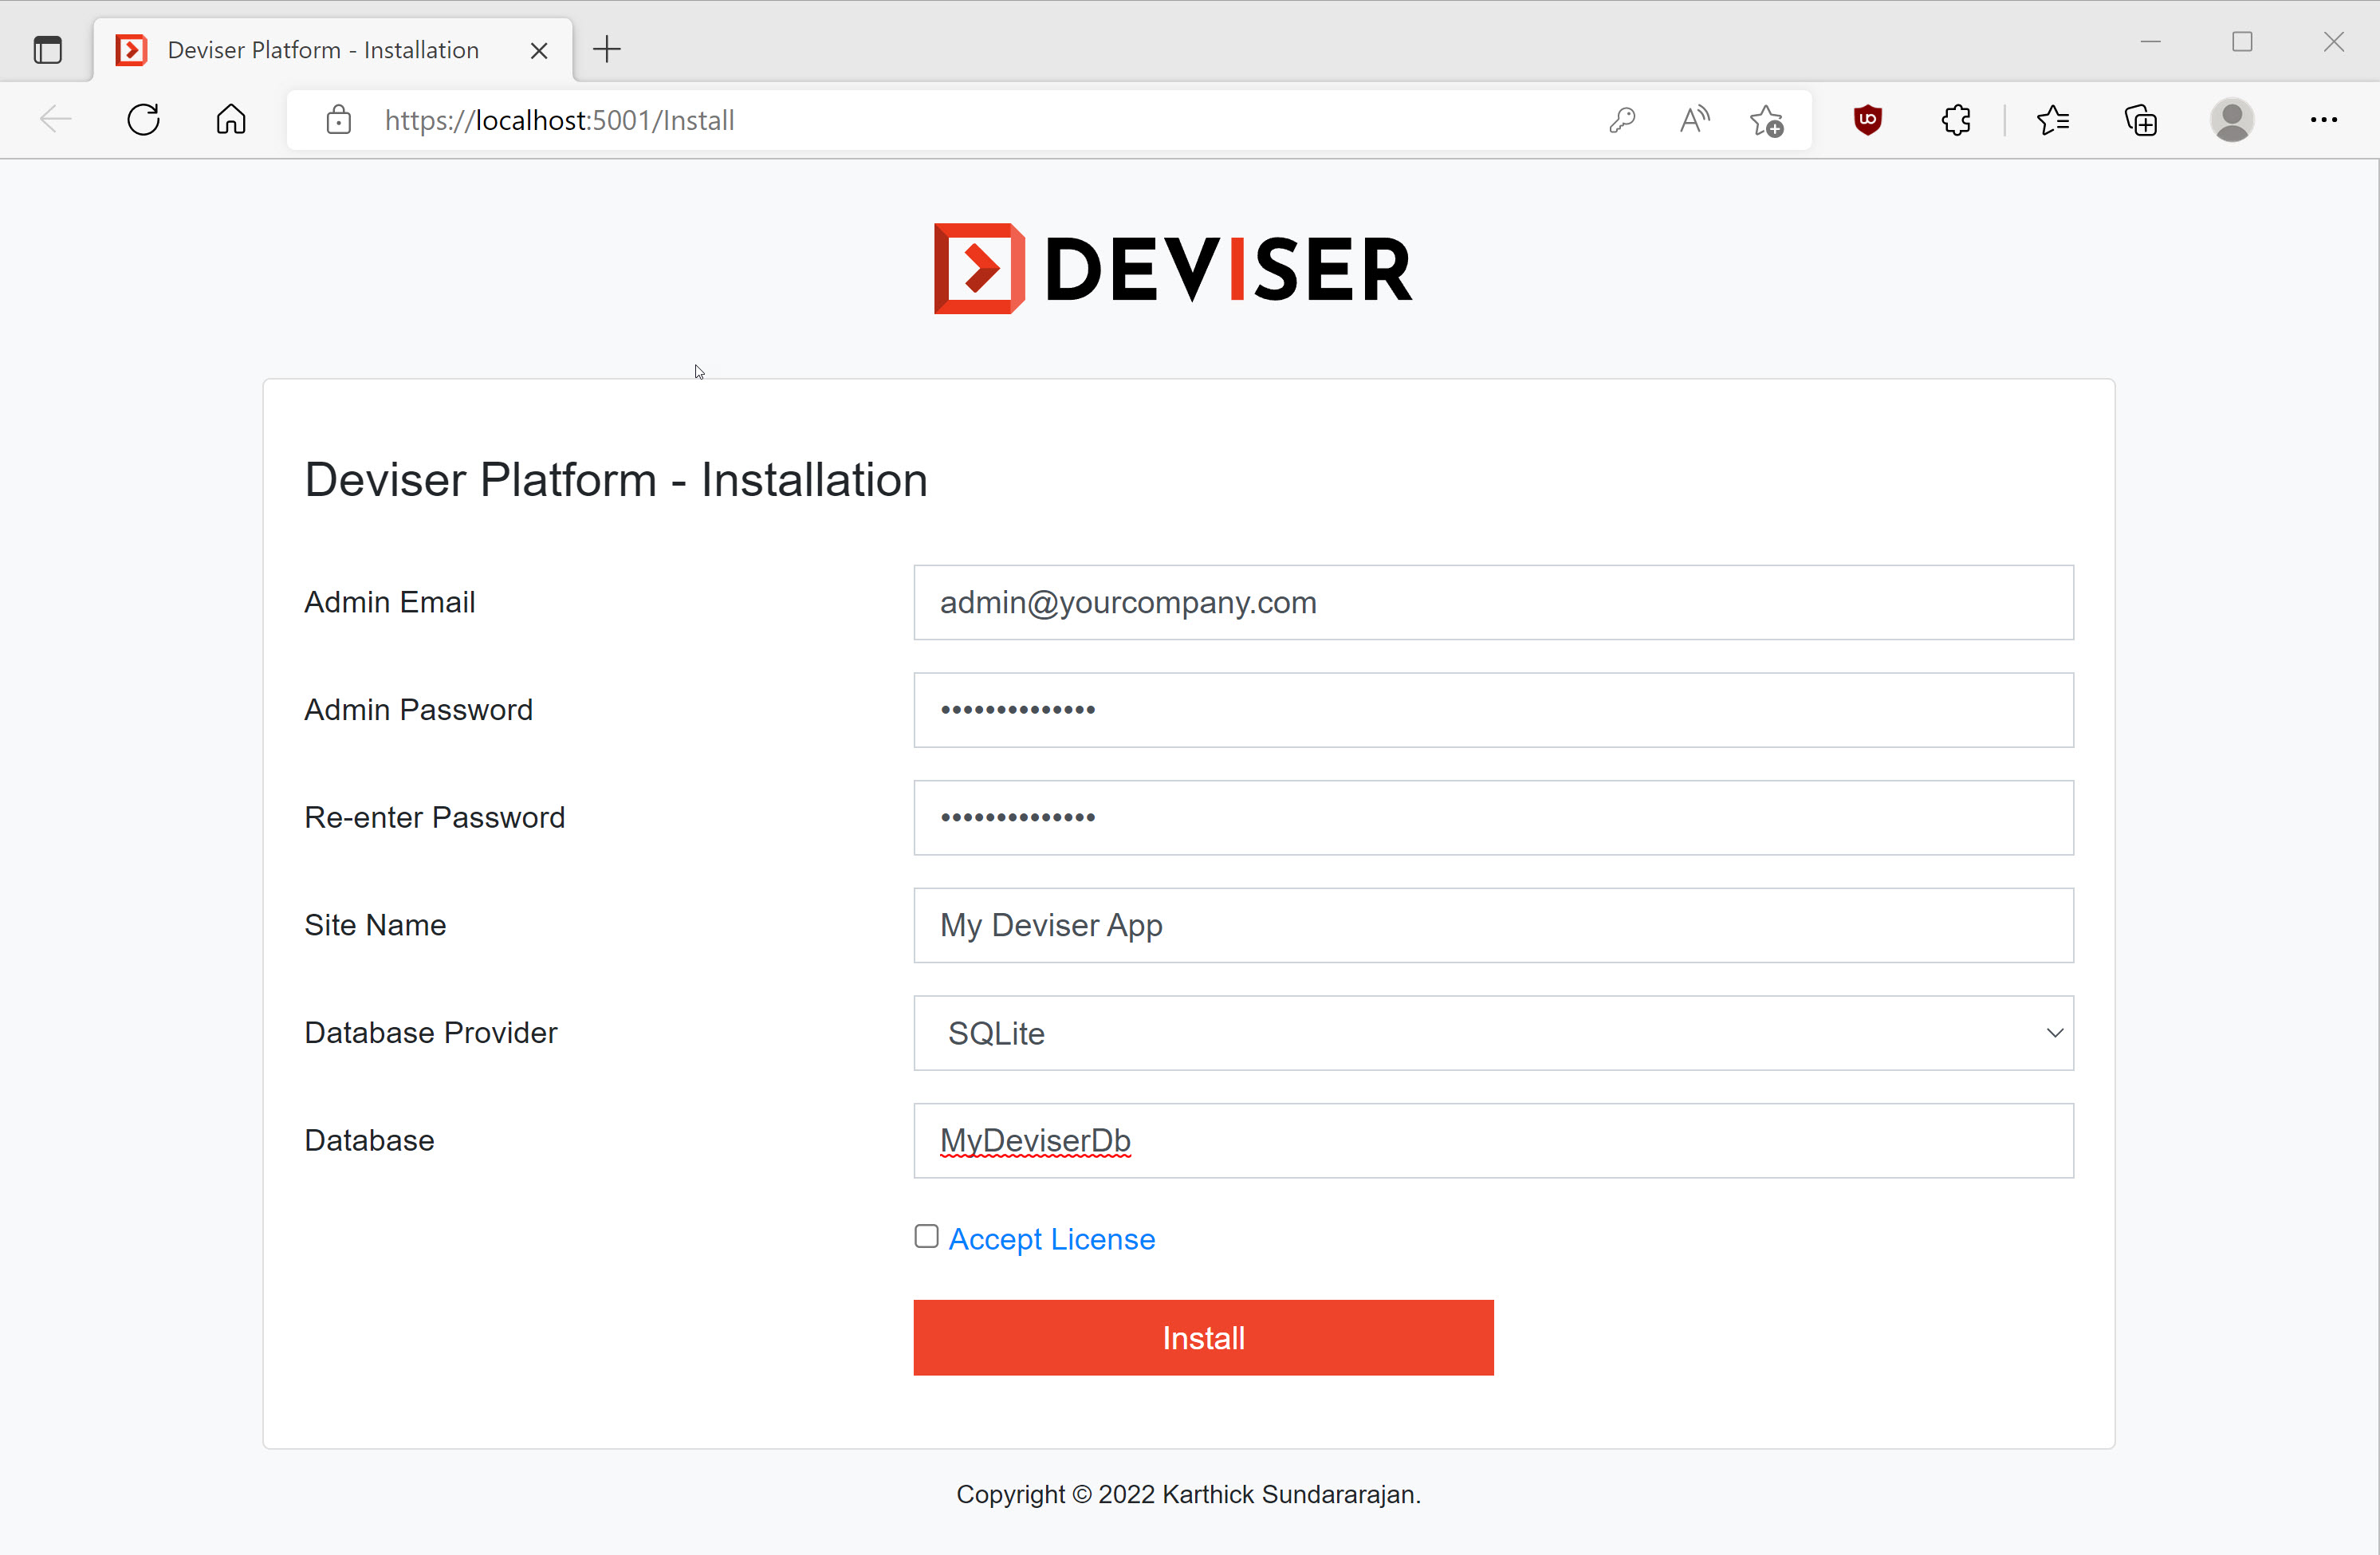 Deviser Platform - Installation
https://localhost:5001/Install
DEVISER
Deviser Platform - Installation
Admin Email
admin@yourcompany.com
Admin Password
••••••••••••••
Re-enter Password
••••••••••••••
Site Name
My Deviser App
Database Provider
SQLite
Database
MyDeviserDb
Accept License
Install
Copyright © 2022 Karthick Sundararajan.